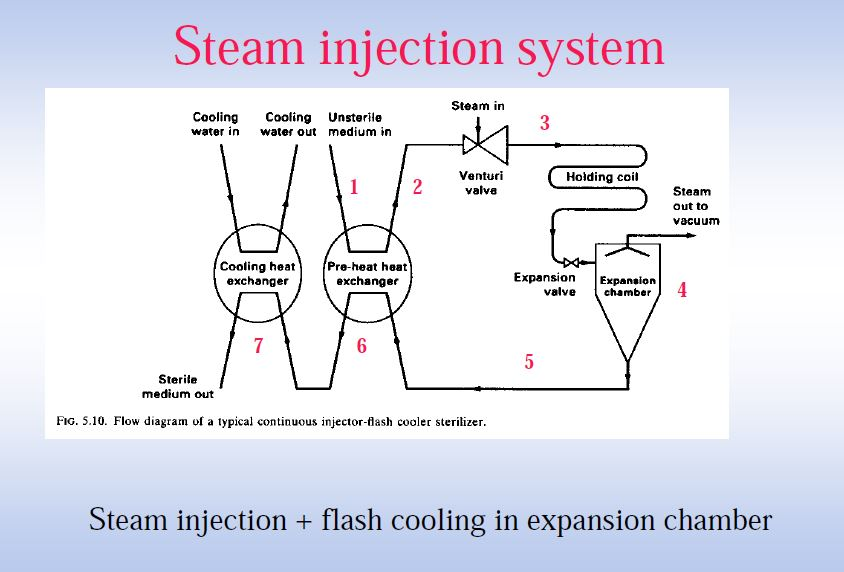 Steam injection system
Cooling
water in
Cooling
water out
Unsterile
medium in
Steam in
3
1
2
Venturi
valve
Holding coil
Steam
out to
vacuum
Cooling heat
exchanger
Pre-heat heat
exchanger
Expansion
valve
Expansion
chamber
4
7
6
5
Sterile
medium out
FIG. 5.10. Flow diagram of a typical continuous injector-flash cooler sterilizer.
Steam injection + flash cooling in expansion chamber